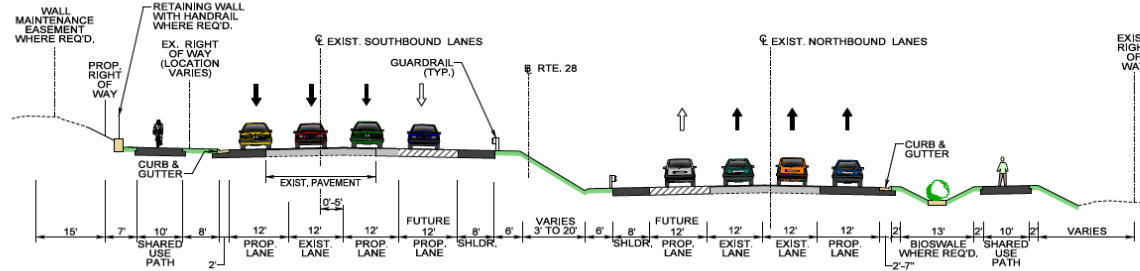 WALL
MAINTENANCE
EASEMENT
WHERE REQ'D.
RETAINING WALL
WITH HANDRAIL
WHERE REQ'D.
PROP.
RIGHT
OF WAY
EX. RIGHT
OF WAY
(LOCATION
VARIES)
℄ EXIST. SOUTHBOUND LANES
GUARDRAIL
(TYP.)
RTE. 28
℄ EXIST. NORTHBOUND LANES
EXIS
RIGH
OF
WAY
CURB &
GUTTER
CURB &
GUTTER
EXIST. PAVEMENT
0'-5'
15'
7'
10'
SHARED
USE
PATH
8'
2'
12'
PROP.
LANE
12'
EXIST.
LANE
12'
PROP.
LANE
FUTURE
12'
PROP.
LANE
8'
SHLDR.
6'
VARIES
3' TO 20'
6'
8'
SHLDR.
FUTURE
12'
PROP.
LANE
12'
EXIST.
LANE
12'
EXIST.
LANE
12'
PROP.
LANE
2'-7"
2'
13'
BIOSWALE
WHERE REQ'D.
2'
10'
SHARED
USE
PATH
2'
VARIES